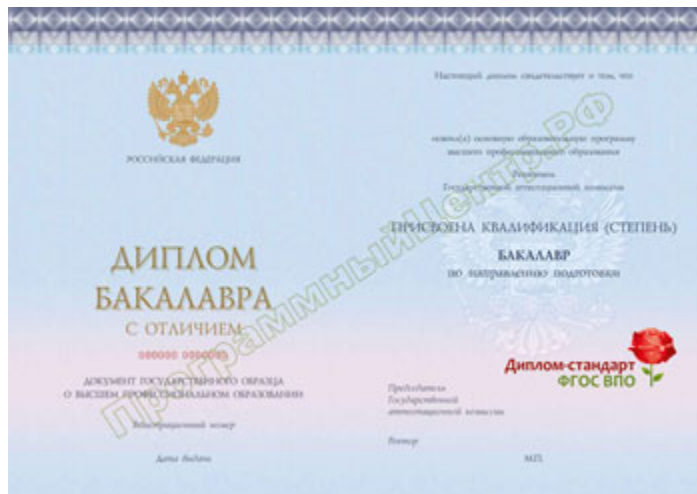 РОССИЙСКАЯ ФЕДЕРАЦИЯ
ДИПЛОМ
БАКАЛАВРА
С ОТЛИЧИЕМ
000000 0000000
ДОКУМЕНТ ГОСУДАРСТВЕННОГО ОБРАЗЦА
О ВЫСШЕМ ПРОФЕССИОНАЛЬНОМ ОБРАЗОВАНИИ
Регистрационный номер
Дата выдачи
Настоящий диплом свидетельствует о том, что
освоил(а) основную образовательную программу
высшего профессионального образования
Решением
Государственной аттестационной комиссии
ПРИСВОЕНА КВАЛИФИКАЦИЯ (СТЕПЕНЬ)
БАКАЛАВР
по направлению подготовки
Диплом-стандарт
ФГОС ВПО
Председатель
Государственной
аттестационной комиссии
Ректор
М.П.
ПрограммныйЦентр.РФ